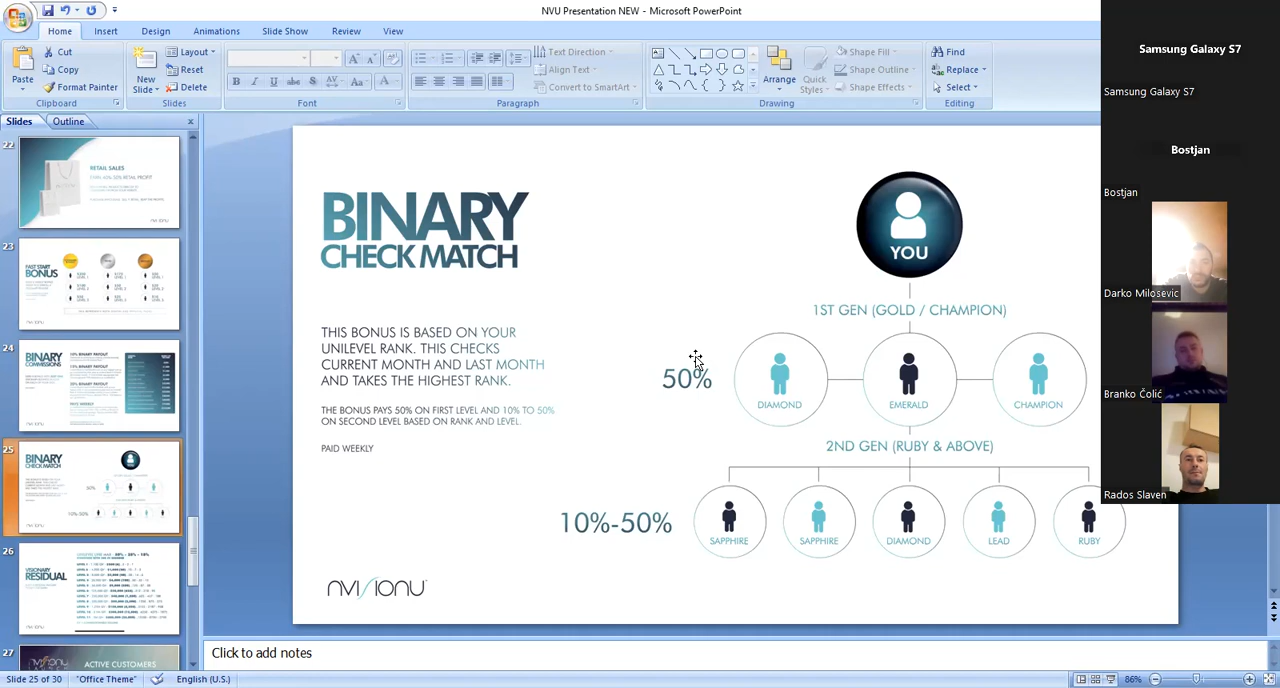 NVU Presentation NEW - Microsoft PowerPoint
Home Insert Design Slide Show Animations Review View
Cut
Copy
Format Painter
Paste
Clipboard
New
Slide
Layout
Reset
Delete
Slides
Font
Text Direction
Align Text
Convert to SmartArt
Paragraph
Arrange
Quick
Styles
Shape Fill
Shape Outline
Shape Effects
Drawing
Find
Replace
Select
Editing
Slides Outline
22
RETAIL SALES
23
FAST START
BONUS
24
BINARY
COMMISSIONS
25
BINARY
CHECK MATCH
26
VISIONARY
RESIDUAL
27
ACTIVE CUSTOMERS
BINARY
CHECK MATCH
THIS BONUS IS BASED ON YOUR
UNILEVEL RANK. THIS CHECKS
CURRENT MONTH AND LAST MONTH
AND TAKES THE HIGHEST RANK.
THE BONUS PAYS 50% ON FIRST LEVEL AND 10% TO 50%
ON SECOND LEVEL BASED ON RANK AND LEVEL.
PAID WEEKLY
YOU
1ST GEN (GOLD / CHAMPION)
50%
DIAMOND EMERALD CHAMPION
2ND GEN (RUBY & ABOVE)
10%-50%
SAPPHIRE SAPPHIRE DIAMOND LEAD RUBY
nvisionu
Click to add notes
Slide 25 of 30 "Office Theme" English (U.S.) 86%
Samsung Galaxy S7
Samsung Galaxy S7
Bostjan
Bostjan
Darko Milosevic
Branko Čolić
Rados Slaven